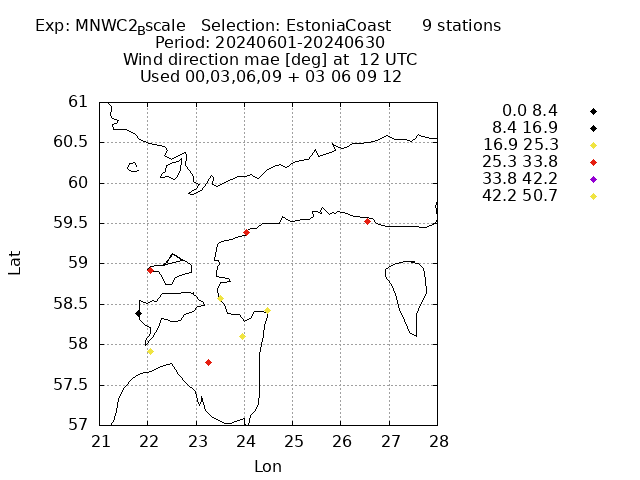 Exp: MNWC2Bscale   Selection: EstoniaCoast      9 stations
Period: 20240601-20240630
Wind direction mae [deg] at  12 UTC
Used 00,03,06,09 + 03 06 09 12
0.0 8.4
8.4 16.9
16.9 25.3
25.3 33.8
33.8 42.2
42.2 50.7
61
60.5
60
59.5
59
58.5
58
57.5
57
Lat
21 22 23 24 25 26 27 28
Lon